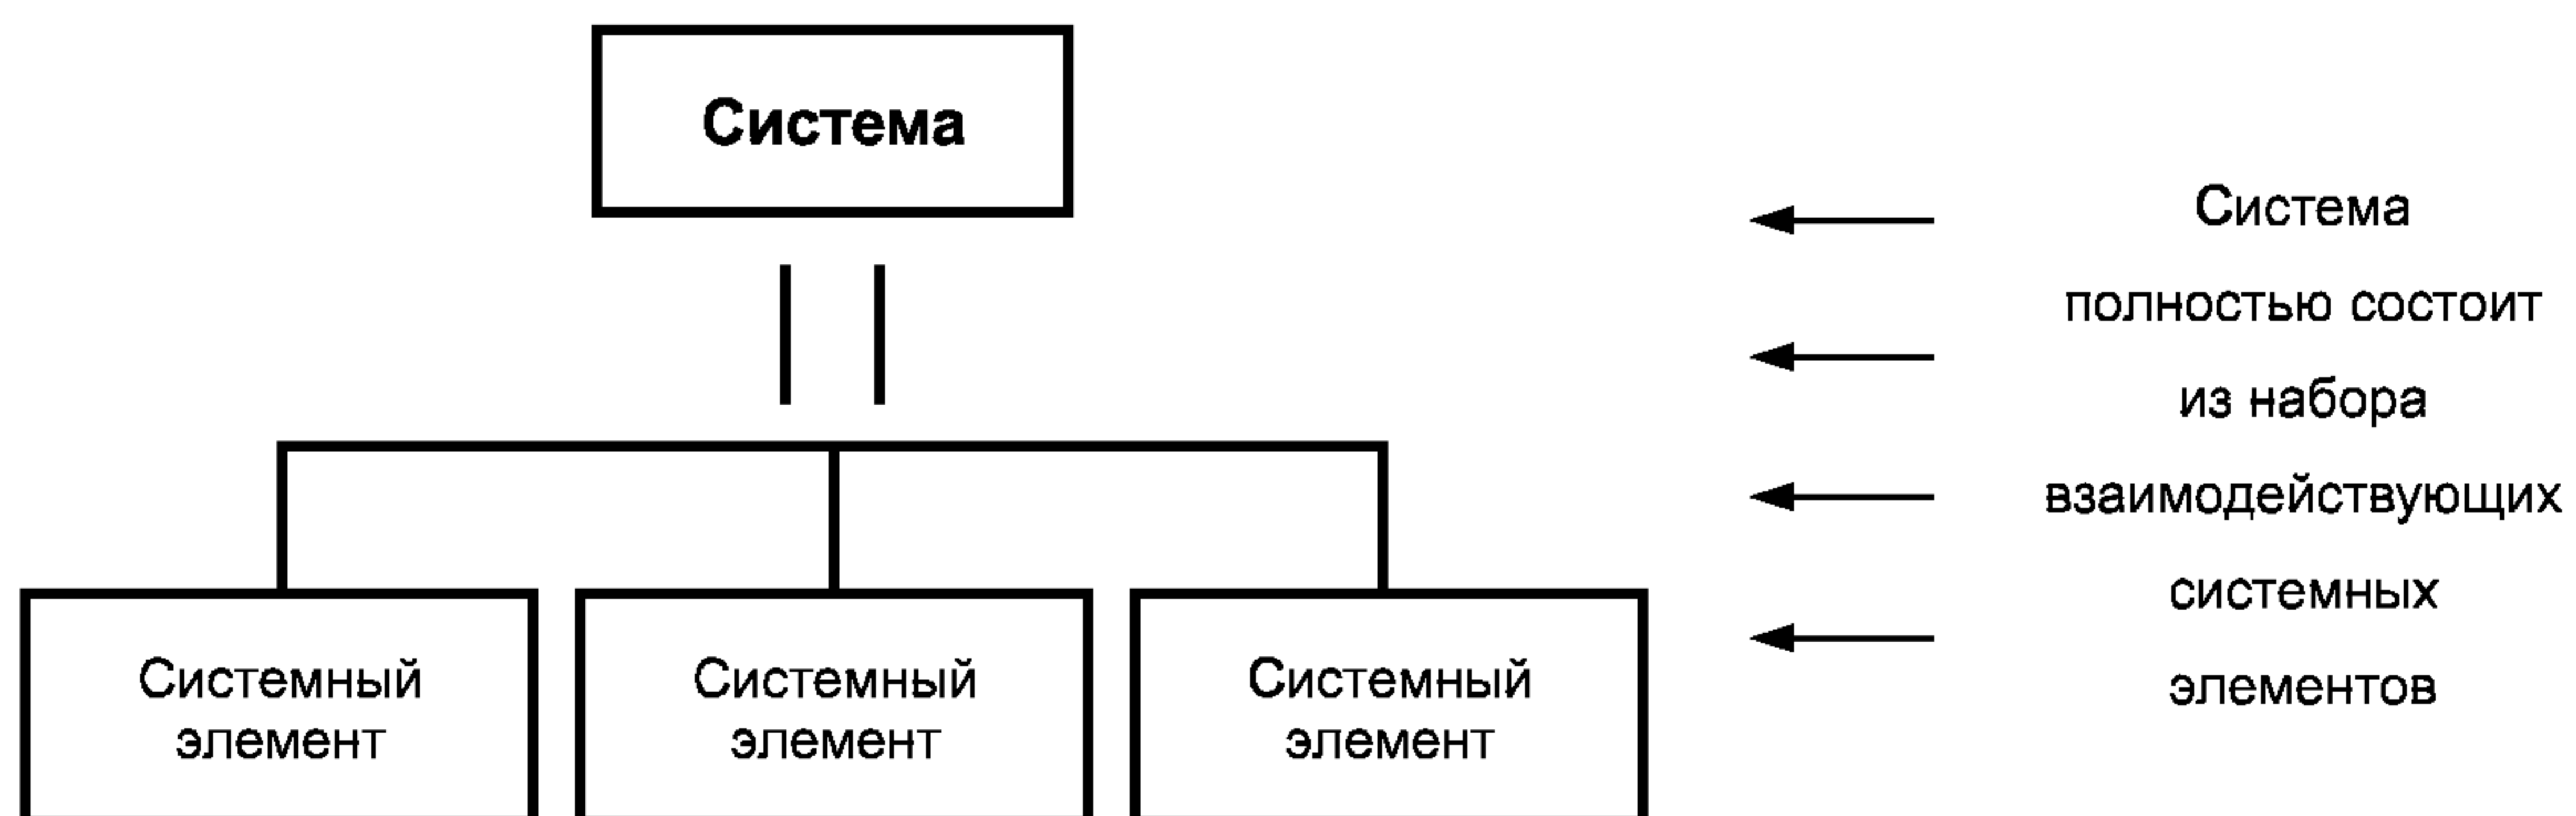 Система
Система
полностью состоит
из набора
взаимодействующих
системных
элементов
Системный
элемент
Системный
элемент
Системный
элемент